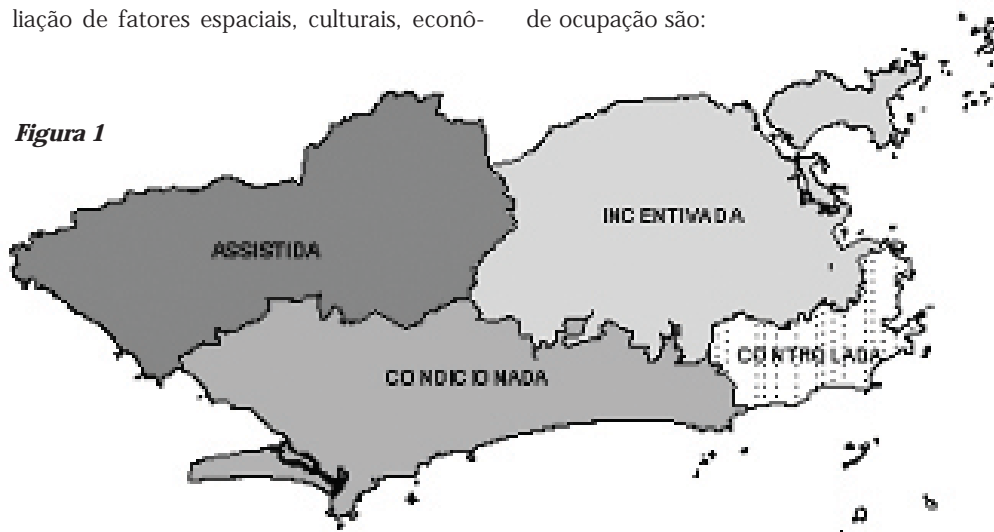 liação de fatores espaciais, culturais, econô-
de ocupação são:
Figura 1
INCENTIVADA
ASSISTIDA
CONTROLADA
CONDICIONADA